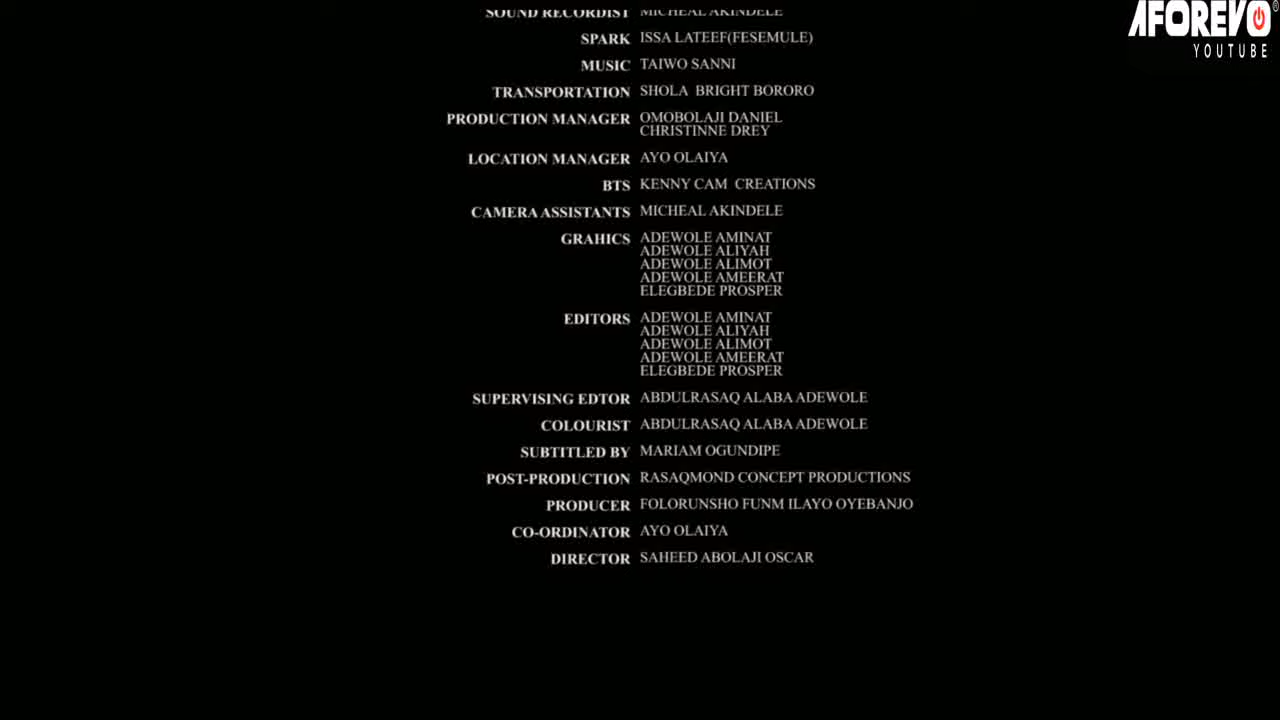 SOUND RECORDIST MICHEAL AKINDELE
SPARK ISSA LATEEF(FESEMULE)
MUSIC TAIWO SANNI
TRANSPORTATION SHOLA BRIGHT BORORO
PRODUCTION MANAGER OMOBOLAJI DANIEL
CHRISTINNE DREY
LOCATION MANAGER AYO OLAIYA
BTS KENNY CAM CREATIONS
CAMERA ASSISTANTS MICHEAL AKINDELE
GRAHICS ADEWOLE AMINAT
ADEWOLE ALIYAH
ADEWOLE ALIMOT
ADEWOLE AMEERAT
ELEGBEDE PROSPER
EDITORS ADEWOLE AMINAT
ADEWOLE ALIYAH
ADEWOLE ALIMOT
ADEWOLE AMEERAT
ELEGBEDE PROSPER
SUPERVISING EDTOR ABDULRASAQ ALABA ADEWOLE
COLOURIST ABDULRASAQ ALABA ADEWOLE
SUBTITLED BY MARIAM OGUNDIPE
POST-PRODUCTION RASAQMOND CONCEPT PRODUCTIONS
PRODUCER FOLORUNSHO FUNM ILAYO OYEBANJO
CO-ORDINATOR AYO OLAIYA
DIRECTOR SAHEED ABOLAJI OSCAR
AFOREVO®
YOUTUBE